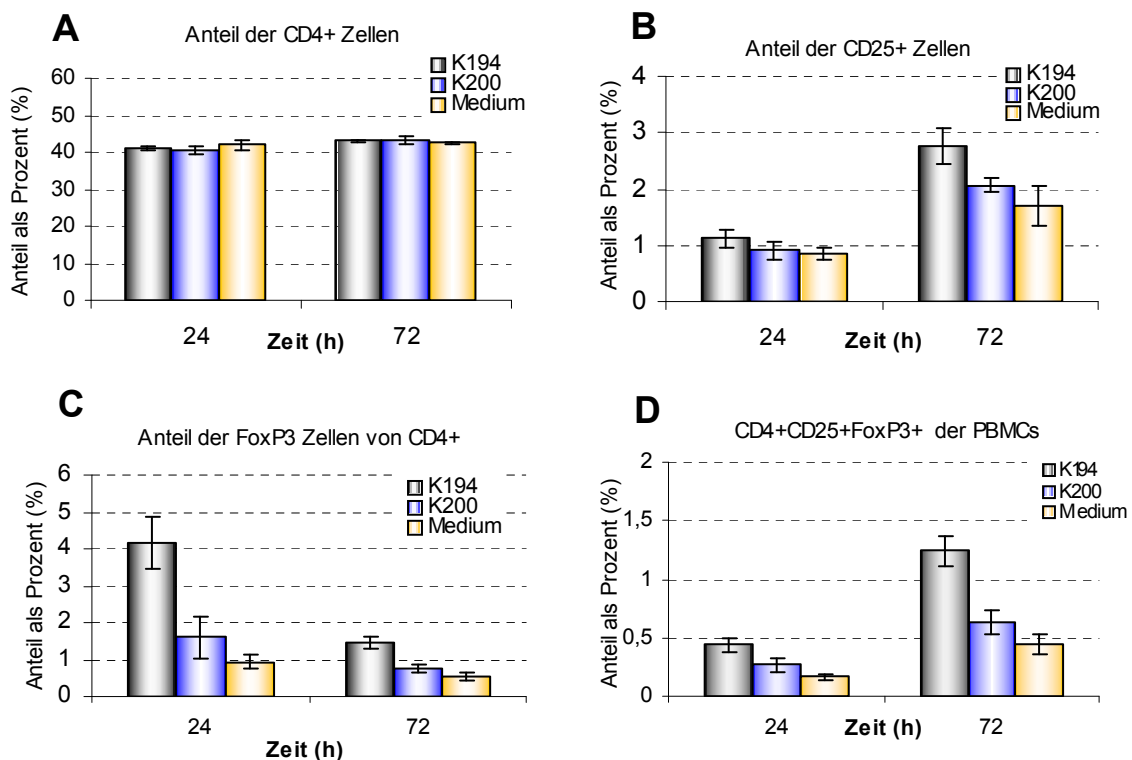 A
Anteil der CD4+ Zellen
K194
K200
Medium
Anteil als Prozent (%)
60
50
40
30
20
10
0
24
Zeit (h)
72
B
Anteil der CD25+ Zellen
K194
K200
Medium
Anteil als Prozent (%)
4
3
2
1
0
24
Zeit (h)
72
C
Anteil der FoxP3 Zellen von CD4+
K194
K200
Medium
Anteil als Prozent (%)
6
5
4
3
2
1
0
24
72
Zeit (h)
D
CD4+CD25+FoxP3+ der PBMCs
K194
K200
Medium
Anteil als Prozent (%)
2
1,5
1
0,5
0
24
Zeit (h)
72